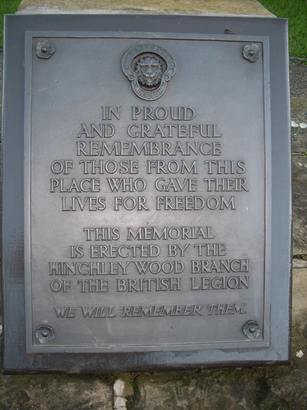 IN PROUD
AND GRATEFUL
REMEMBRANCE
OF THOSE FROM THIS
PLACE WHO GAVE THEIR
LIVES FOR FREEDOM
THIS MEMORIAL
IS ERECTED BY THE
HINCHLEY WOOD BRANCH
OF THE BRITISH LEGION
WE WILL REMEMBER THEM.